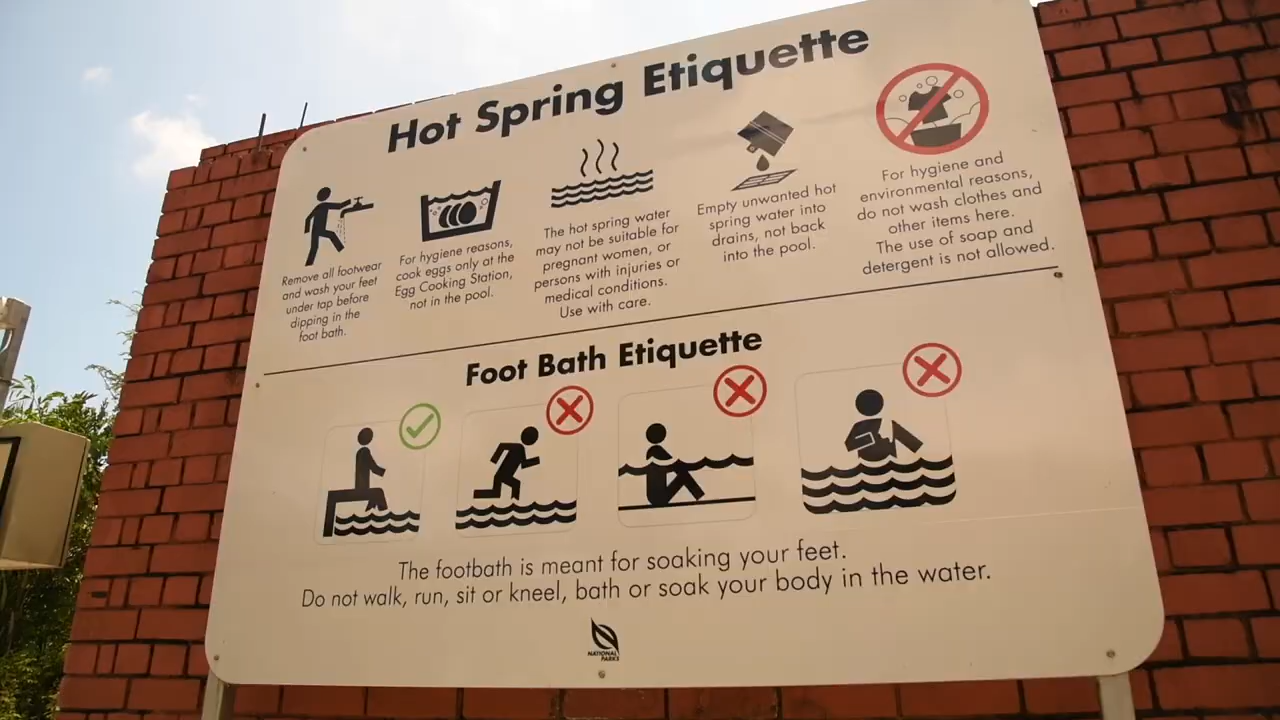 Hot Spring Etiquette
Remove all footwear
and wash your feet
under tap before
dipping in the
foot bath.
For hygiene reasons,
cook eggs only at the
Egg Cooking Station,
not in the pool.
The hot spring water
may not be suitable for
pregnant women, or
persons with injuries or
medical conditions.
Use with care.
Empty unwanted hot
spring water into
drains, not back
into the pool.
For hygiene and
environmental reasons,
do not wash clothes and
other items here.
The use of soap and
detergent is not allowed.
Foot Bath Etiquette
The footbath is meant for soaking your feet.
Do not walk, run, sit or kneel, bath or soak your body in the water.
NATIONAL
PARKS